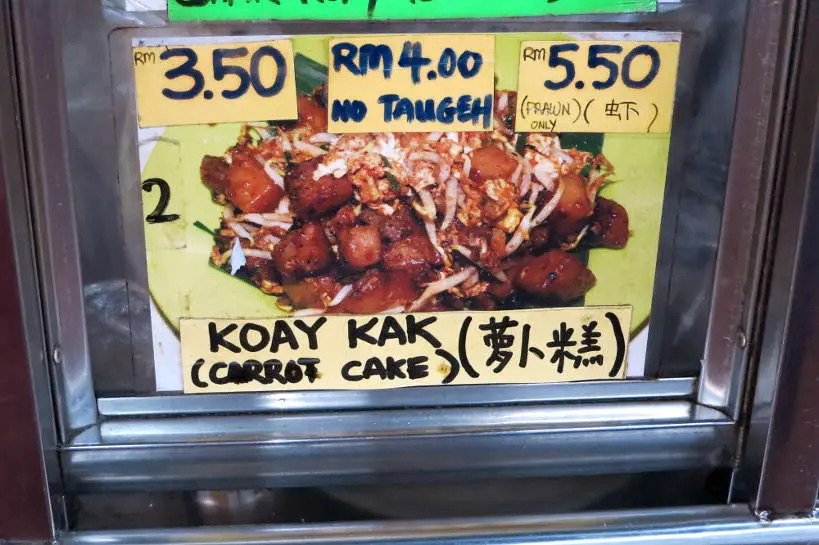 RM 3.50
RM 4.00
NO TAUGEH
RM 5.50
(PRAWN ONLY) (虾)
2
KOAY KAK (萝卜糕)
(CARROT CAKE)